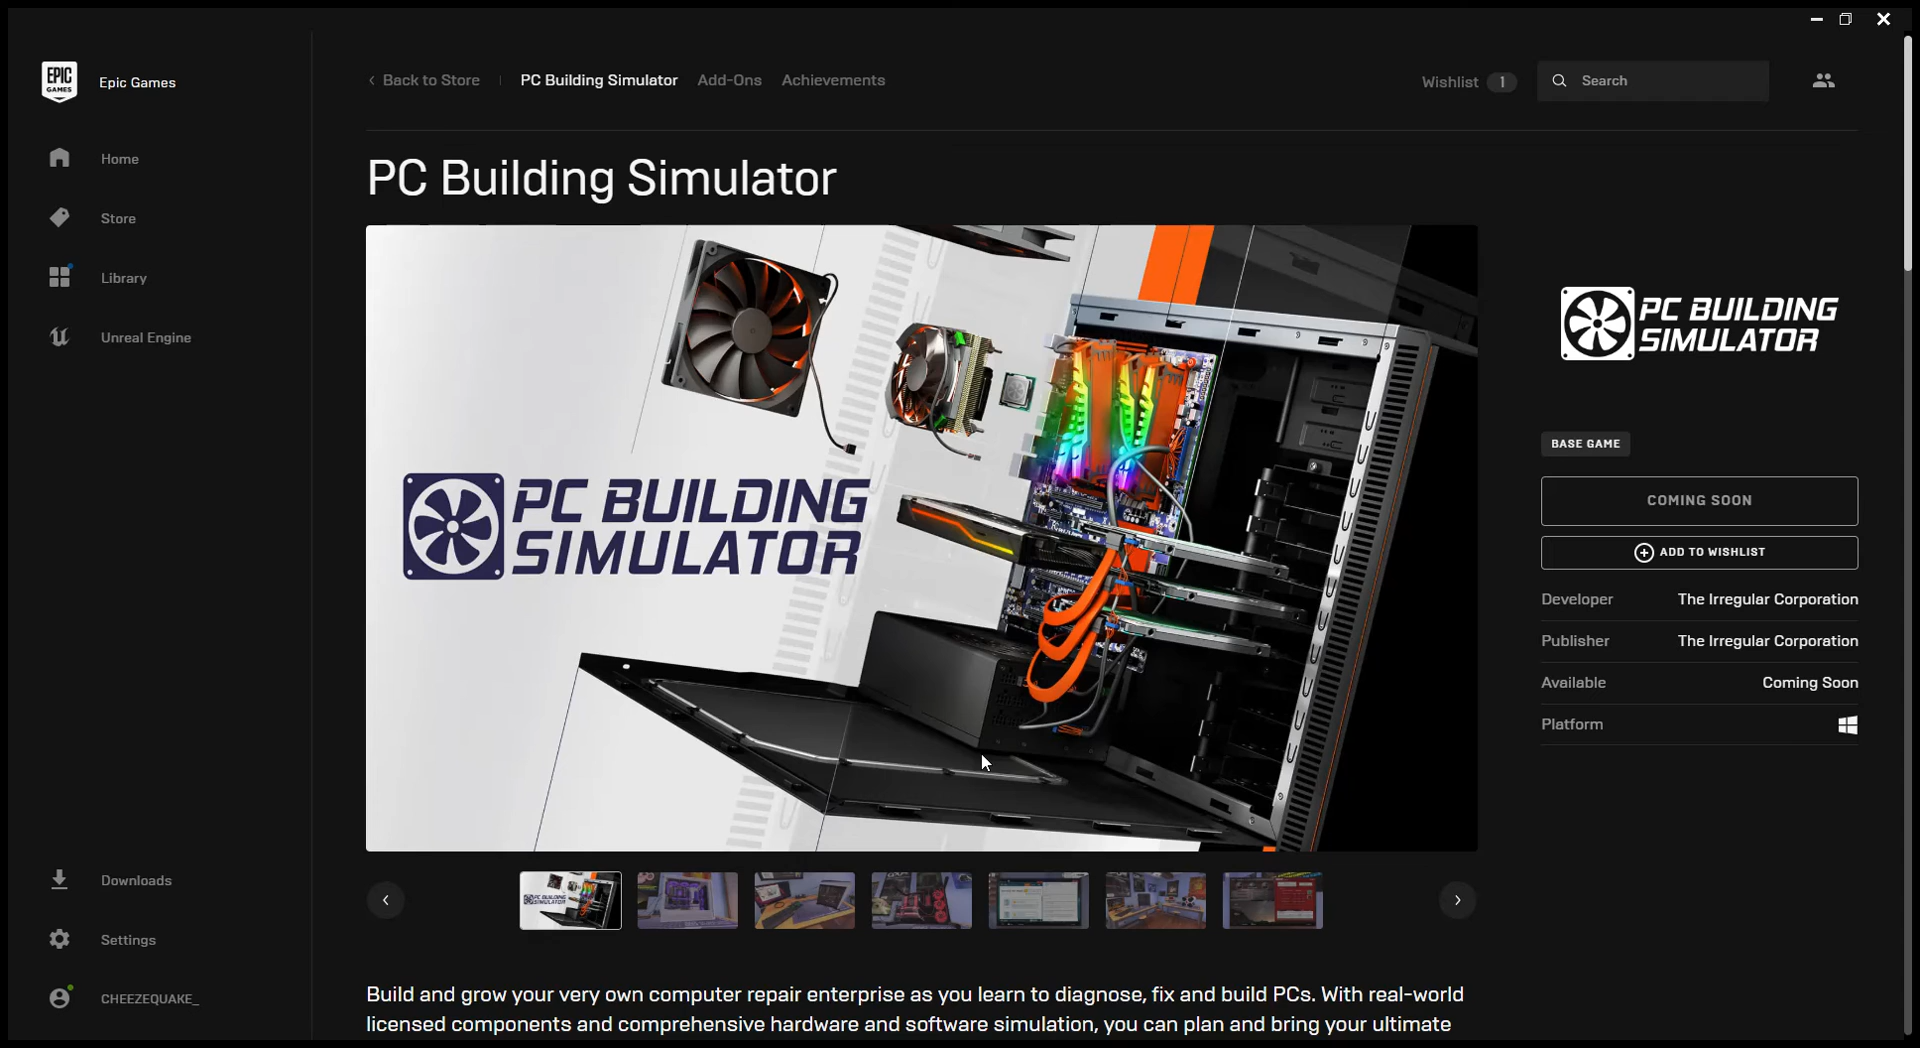 EPIC GAMES
Epic Games
Back to Store
PC Building Simulator
Add-Ons
Achievements
Wishlist 1
Search
Home
Store
Library
Unreal Engine
Downloads
Settings
CHEEZEQUAKE_
PC Building Simulator
PC BUILDING
SIMULATOR
PC BUILDING
SIMULATOR
BASE GAME
COMING SOON
ADD TO WISHLIST
Developer The Irregular Corporation
Publisher The Irregular Corporation
Available Coming Soon
Platform
PC BUILDING
SIMULATOR
Build and grow your very own computer repair enterprise as you learn to diagnose, fix and build PCs. With real-world
licensed components and comprehensive hardware and software simulation, you can plan and bring your ultimate